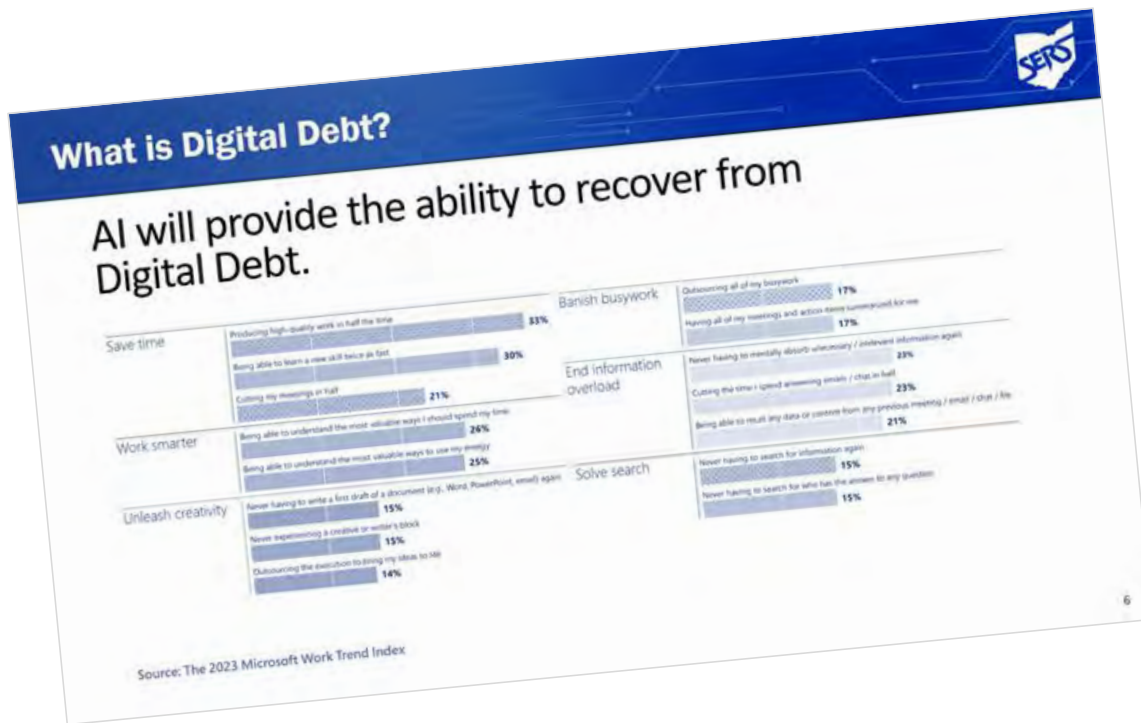 SERS
What is Digital Debt?
AI will provide the ability to recover from
Digital Debt.
Save time
Producing high-quality work in half the time
33%
Being able to learn a new skill twice as fast
30%
Cutting my meetings in half
21%
Work smarter
Being able to understand the most valuable ways I should spend my time
26%
Being able to understand the most valuable ways to use my energy
25%
Unleash creativity
Never having to write a first draft of a document (e.g., Word, PowerPoint, email) again
15%
Never experiencing a creative or writer's block
15%
Outsourcing the execution to bring my ideas to life
14%
Banish busywork
Outsourcing all of my busywork
17%
Having all of my meetings and action items summarized for me
17%
End information
overload
Never having to mentally absorb unnecessary / irrelevant information again
23%
Cutting the time I spend answering emails / chat in half
23%
Being able to recall any data or content from any previous meeting / email / chat / file
21%
Solve search
Never having to search for information again
15%
Never having to search for who has the answer to any question
15%
Source: The 2023 Microsoft Work Trend Index
6